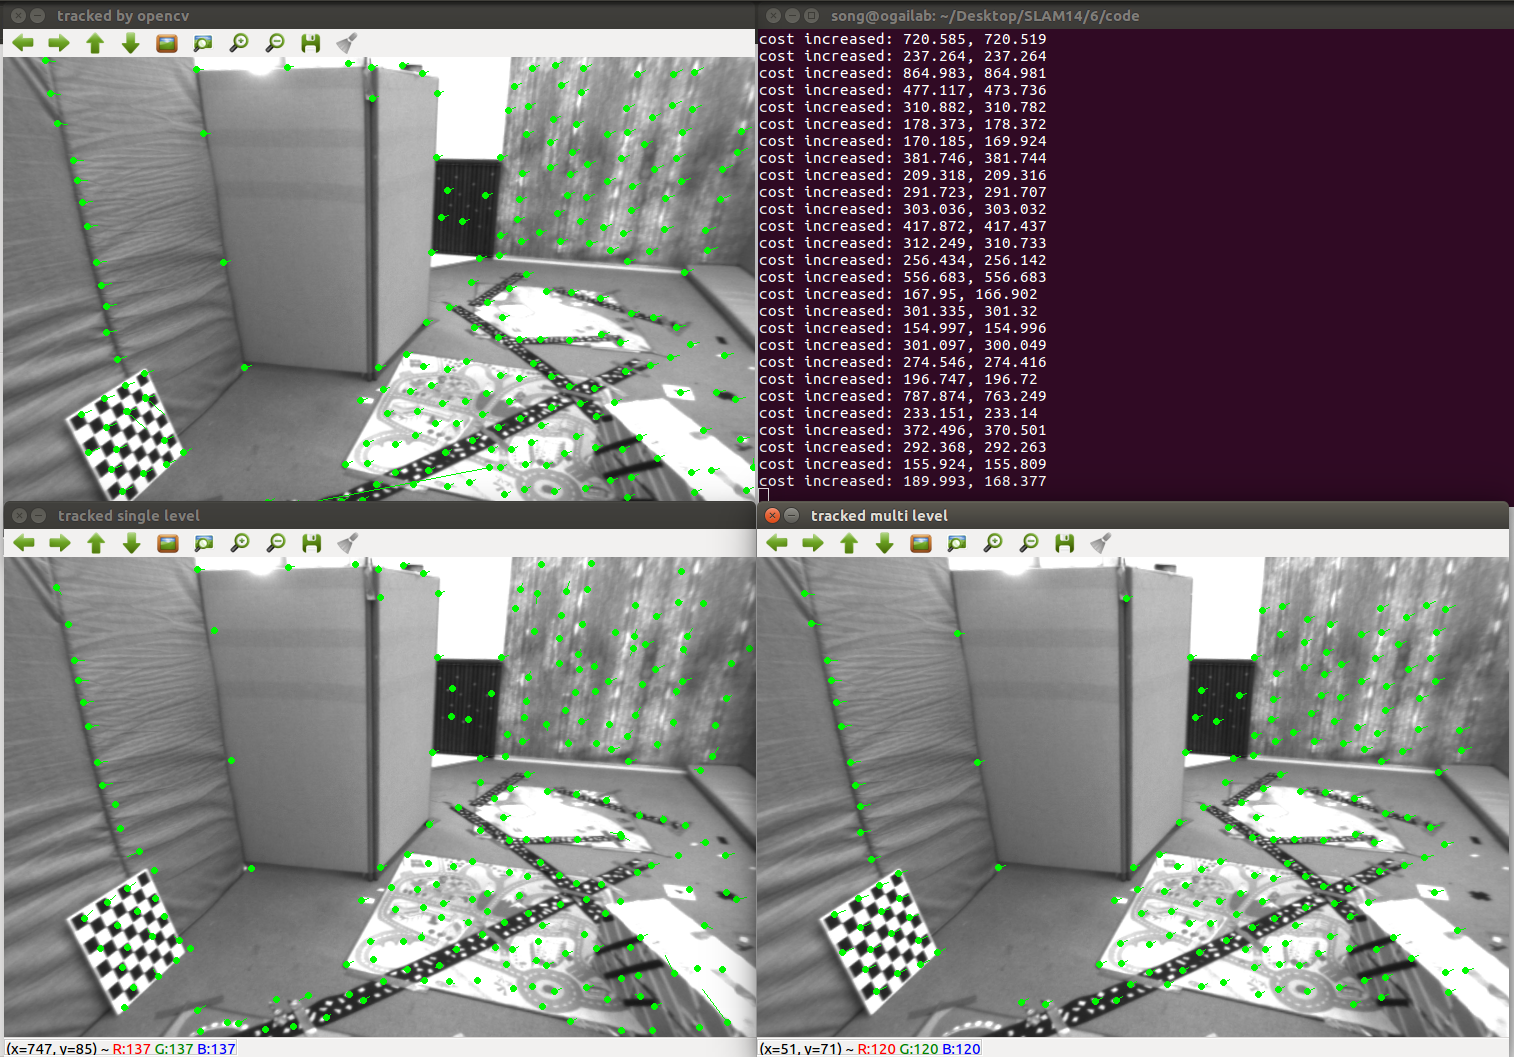 tracked by opencv
song@ogailab: ~/Desktop/SLAM14/6/code
cost increased: 720.585, 720.519
cost increased: 237.264, 237.264
cost increased: 864.983, 864.981
cost increased: 477.117, 473.736
cost increased: 310.882, 310.782
cost increased: 178.373, 178.372
cost increased: 170.185, 169.924
cost increased: 381.746, 381.744
cost increased: 209.318, 209.316
cost increased: 291.723, 291.707
cost increased: 303.036, 303.032
cost increased: 417.872, 417.437
cost increased: 312.249, 310.733
cost increased: 256.434, 256.142
cost increased: 556.683, 556.683
cost increased: 167.95, 166.902
cost increased: 301.335, 301.32
cost increased: 154.997, 154.996
cost increased: 301.097, 300.049
cost increased: 274.546, 274.416
cost increased: 196.747, 196.72
cost increased: 787.874, 763.249
cost increased: 233.151, 233.14
cost increased: 372.496, 370.501
cost increased: 292.368, 292.263
cost increased: 155.924, 155.809
cost increased: 189.993, 168.377
tracked single level
tracked multi level
(x=747, y=85) ~ R:137 G:137 B:137
(x=51, y=71) ~ R:120 G:120 B:120